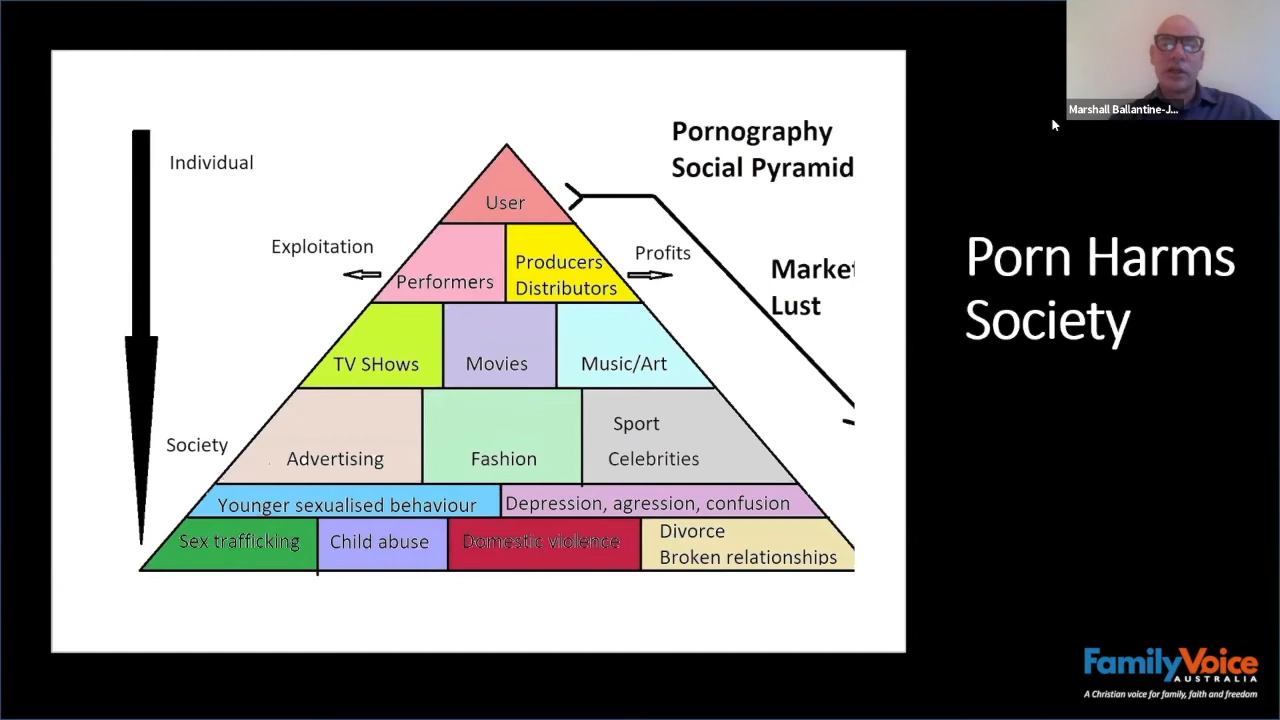 Marshall Ballantine-J...
Pornography
Social Pyramid
Individual
User
Exploitation
Profits
Performers
Producers
Distributors
Market
Lust
TV SHows
Movies
Music/Art
Society
Advertising
Fashion
Sport
Celebrities
Younger sexualised behaviour
Depression, agression, confusion
Sex trafficking
Child abuse
Domestic violence
Divorce
Broken relationships
Porn Harms
Society
FamilyVoice
AUSTRALIA
A Christian voice for family, faith and freedom